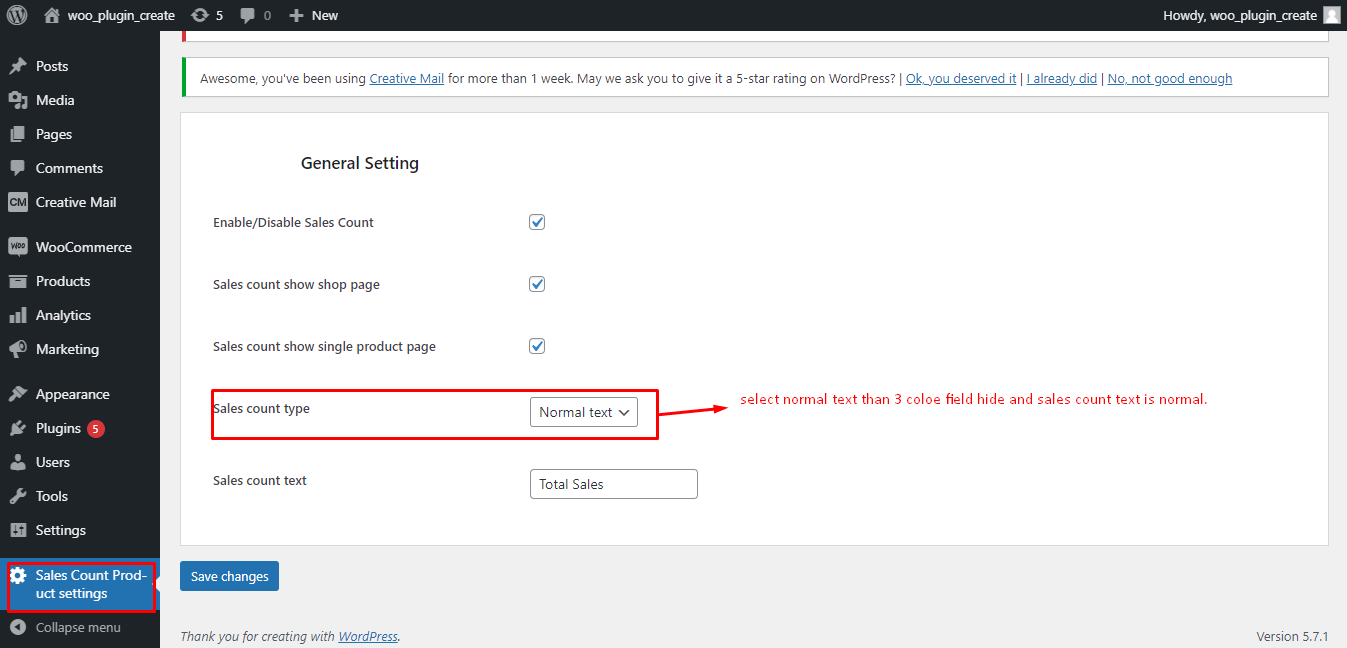 woo_plugin_create 5 0 New Howdy, woo_plugin_create
Posts
Media
Pages
Comments
CM Creative Mail
Woo WooCommerce
Products
Analytics
Marketing
Appearance
Plugins 5
Users
Tools
Settings
Sales Count Prod-
uct settings
Collapse menu
Awesome, you've been using Creative Mail for more than 1 week. May we ask you to give it a 5-star rating on WordPress? | Ok, you deserved it | I already did | No, not good enough
General Setting
Enable/Disable Sales Count
Sales count show shop page
Sales count show single product page
Sales count type Normal text
select normal text than 3 coloe field hide and sales count text is normal.
Sales count text Total Sales
Save changes
Thank you for creating with WordPress. Version 5.7.1